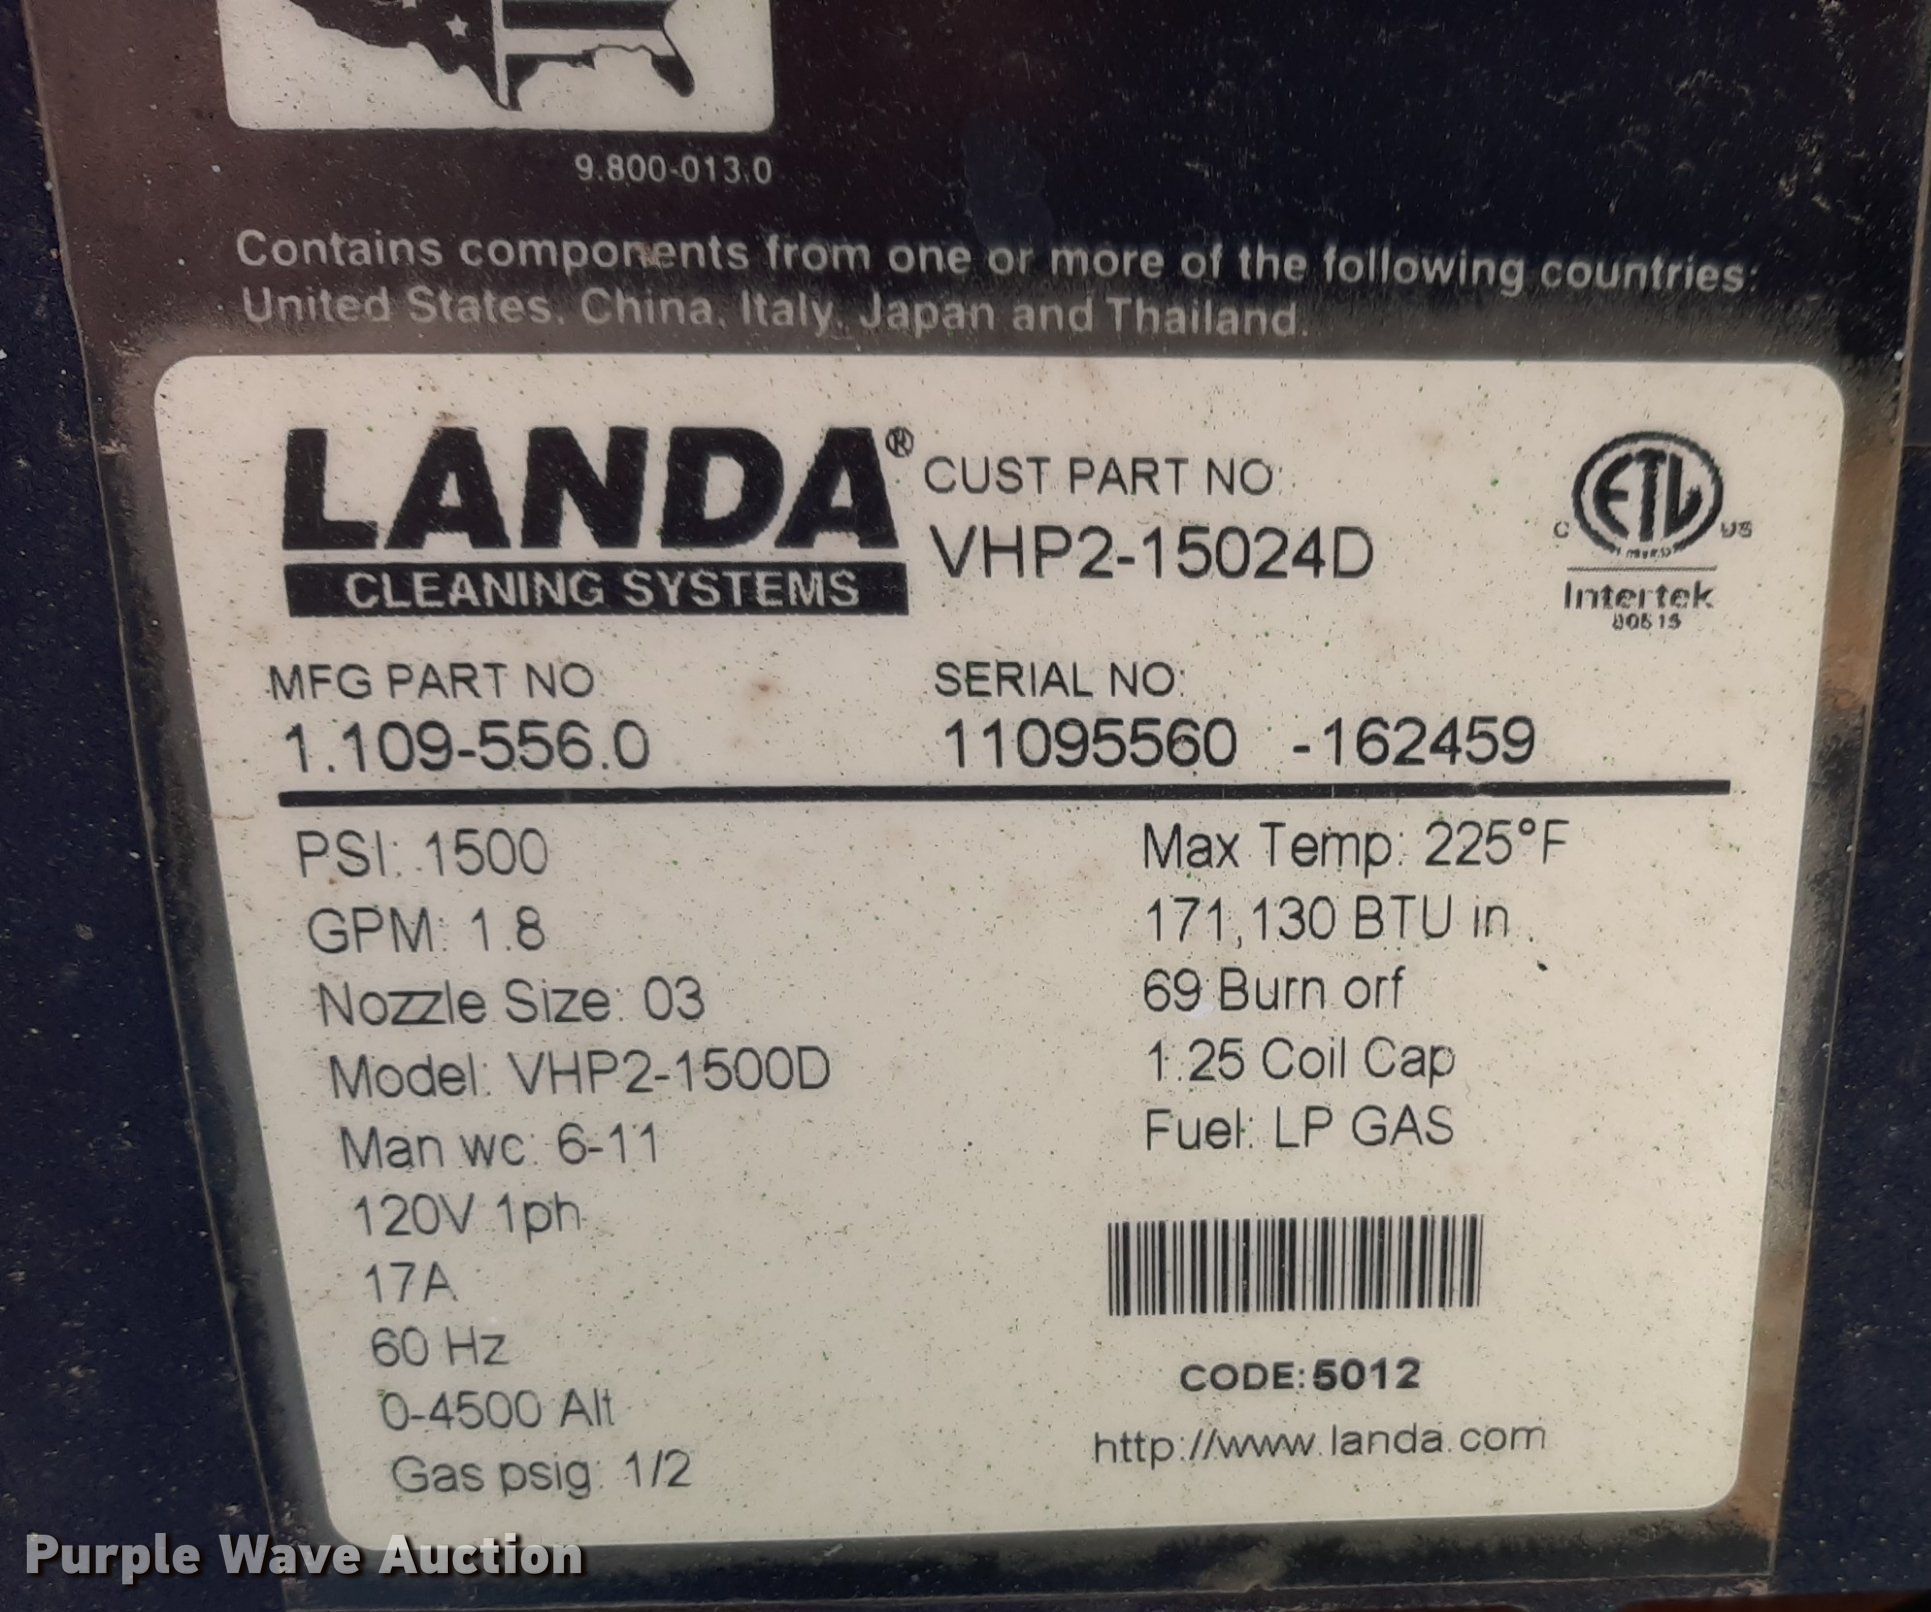 9.800-013.0
Contains components from one or more of the following countries:
United States, China, Italy, Japan and Thailand.
LANDA®
CLEANING SYSTEMS
CUST PART NO:
VHP2-15024D
ETL
C US
Intertek
MFG PART NO
1.109-556.0
SERIAL NO:
11095560 -162459
PSI: 1500
GPM: 1.8
Nozzle Size: 03
Model: VHP2-1500D
Man wc: 6-11
120V 1ph
17A
60 Hz
0-4500 Alt
Gas psig: 1/2
Max Temp: 225°F
171,130 BTU in
69 Burn orf
1.25 Coil Cap
Fuel: LP GAS
CODE:5012
http://www.landa.com
Purple Wave Auction